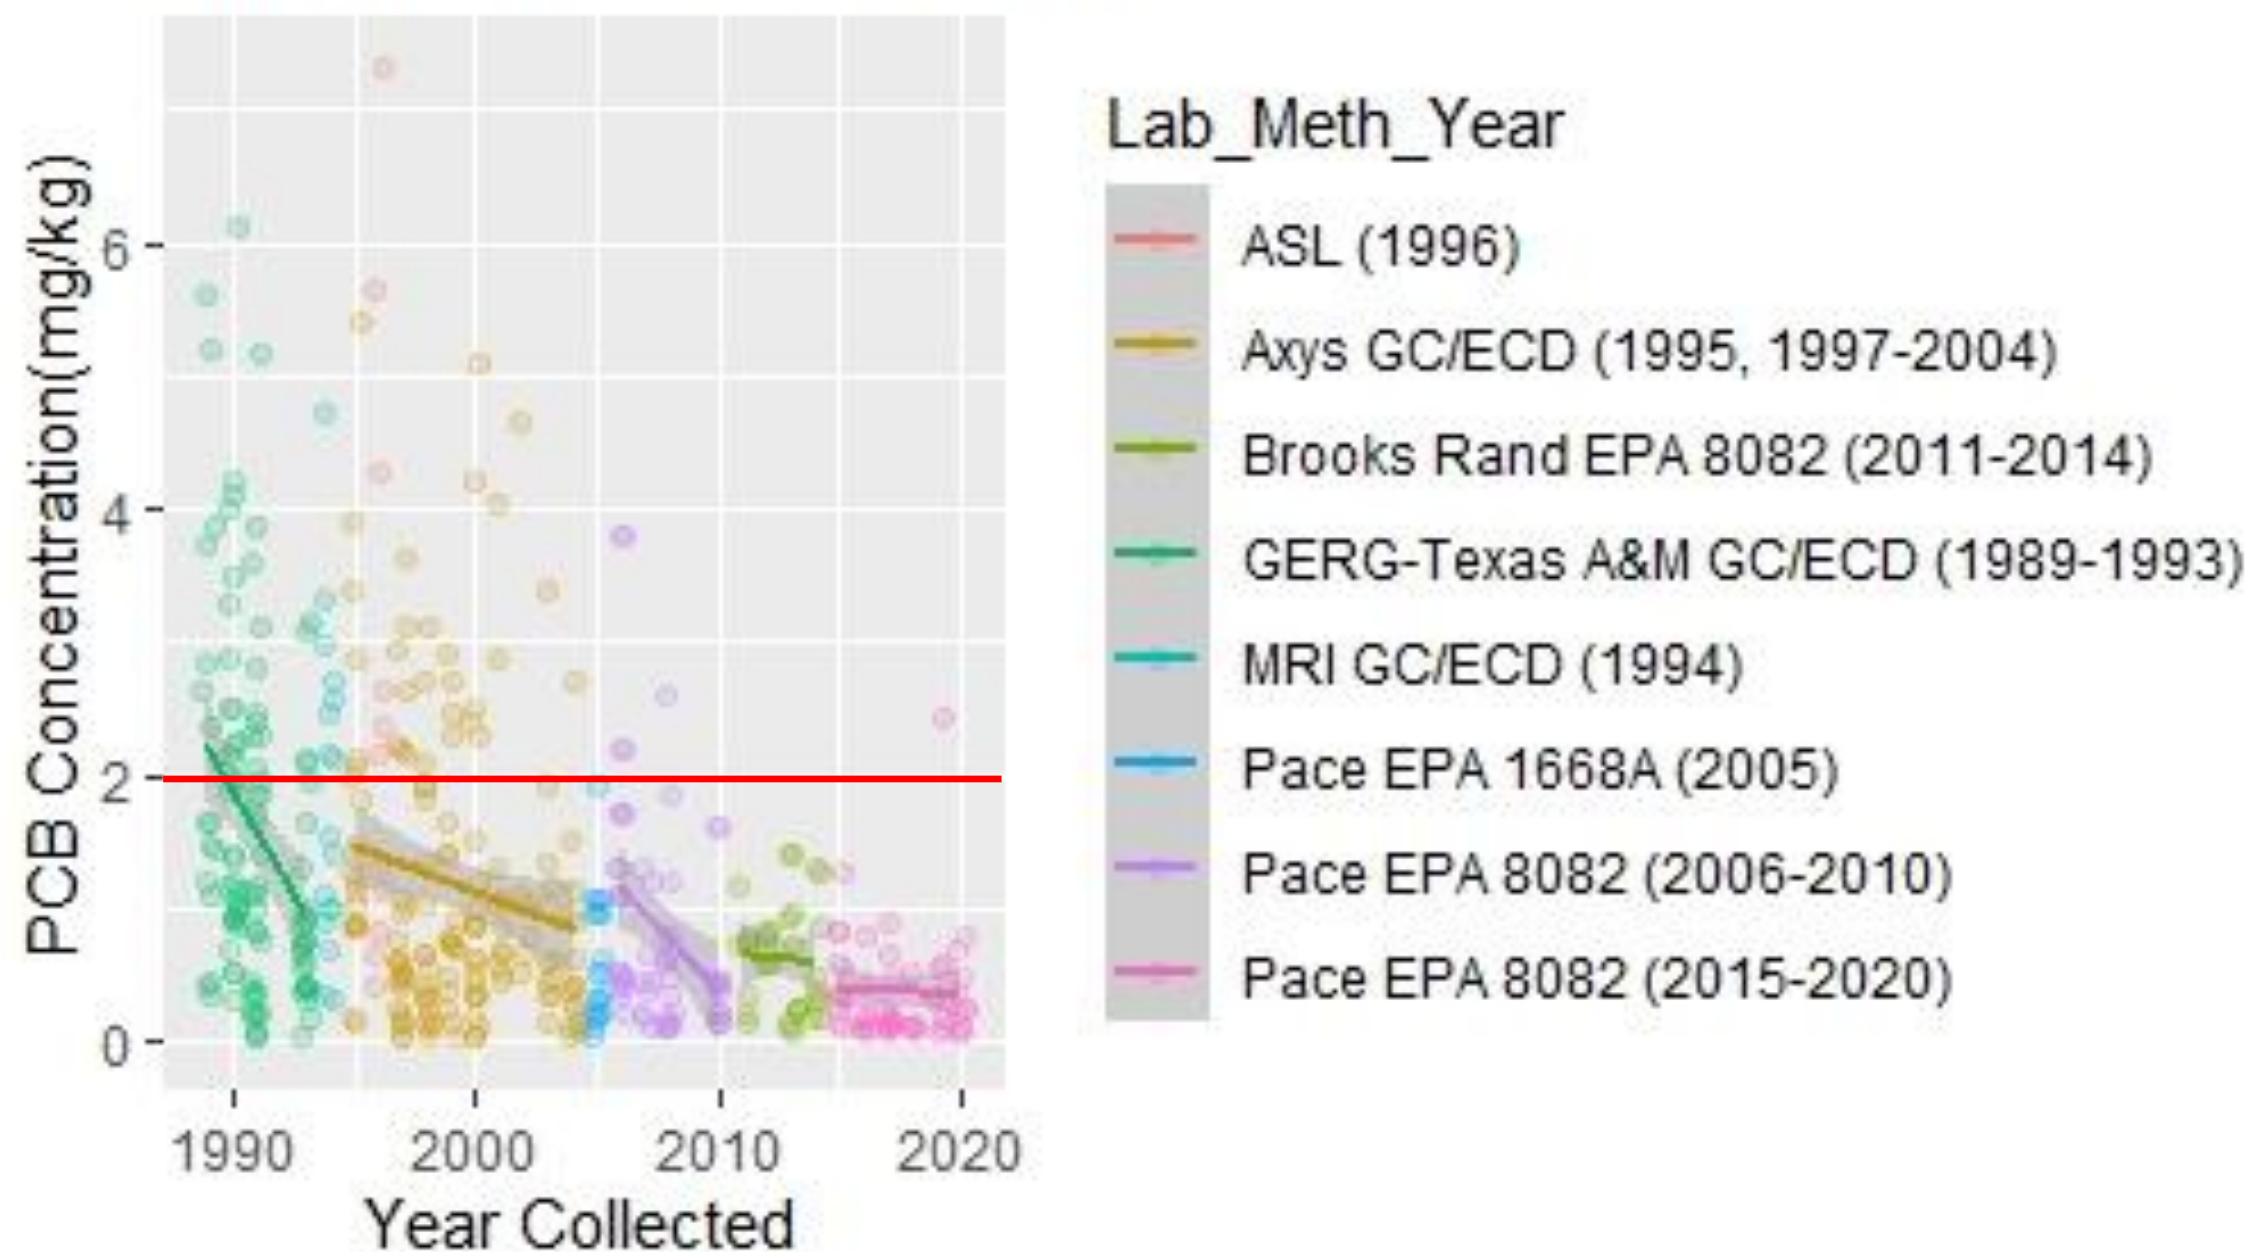 PCB Concentration(mg/kg)
6
4
2
0
1990 2000 2010 2020
Year Collected
Lab_Meth_Year
ASL (1996)
Axys GC/ECD (1995, 1997-2004)
Brooks Rand EPA 8082 (2011-2014)
GERG-Texas A&M GC/ECD (1989-1993)
MRI GC/ECD (1994)
Pace EPA 1668A (2005)
Pace EPA 8082 (2006-2010)
Pace EPA 8082 (2015-2020)